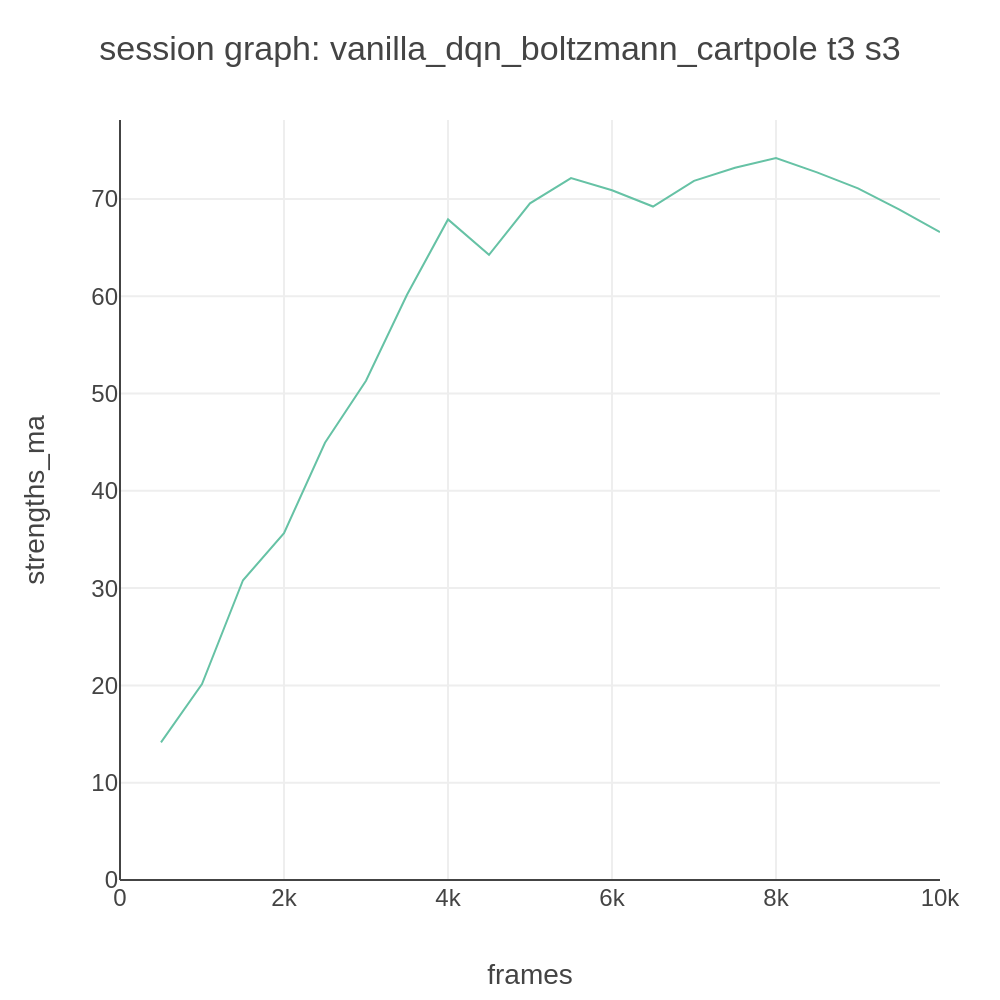 session graph: vanilla_dqn_boltzmann_cartpole t3 s3
strengths_ma
70
60
50
40
30
20
10
0
0 2k 4k 6k 8k 10k
frames